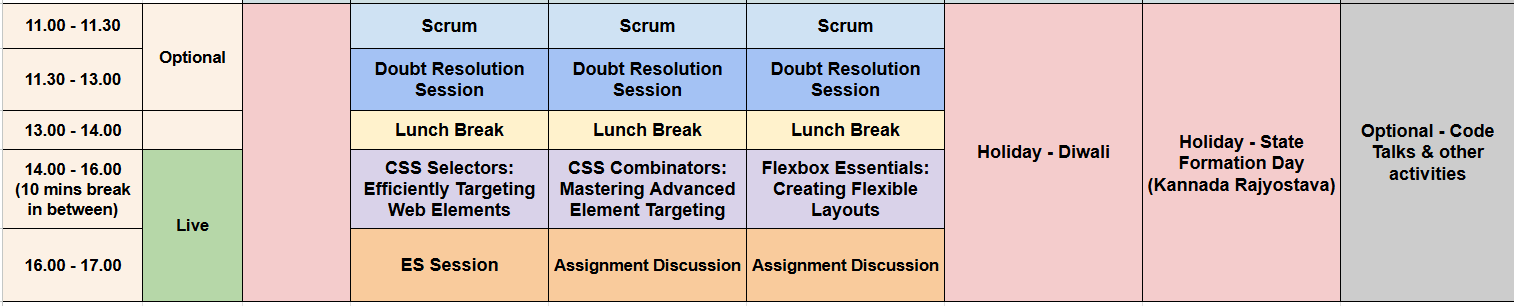 11.00 - 11.30
Optional
Scrum
Scrum
Scrum
11.30 - 13.00
Doubt Resolution
Session
Doubt Resolution
Session
Doubt Resolution
Session
13.00 - 14.00
Lunch Break
Lunch Break
Lunch Break
14.00 - 16.00
(10 mins break
in between)
Live
CSS Selectors:
Efficiently Targeting
Web Elements
CSS Combinators:
Mastering Advanced
Element Targeting
Flexbox Essentials:
Creating Flexible
Layouts
16.00 - 17.00
ES Session
Assignment Discussion
Assignment Discussion
Holiday - Diwali
Holiday - State
Formation Day
(Kannada Rajyostava)
Optional - Code
Talks & other
activities